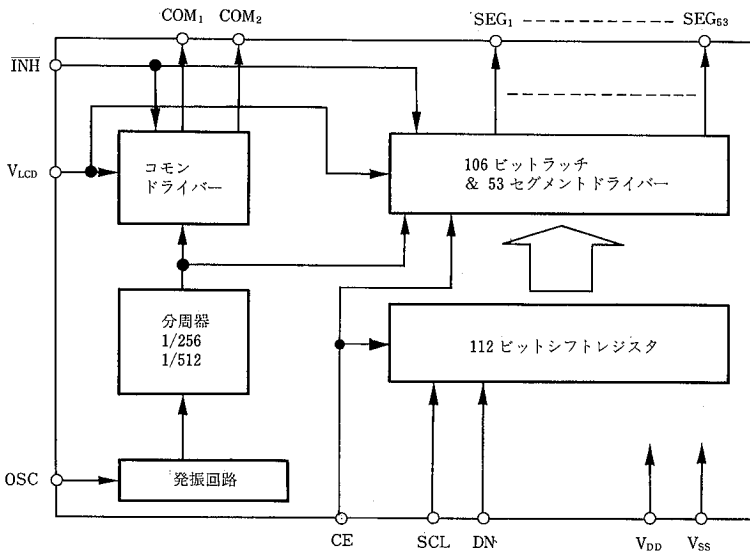 COM₁ COM₂ SEG₁ SEG₅₃
INH
VLCD
コモン
ドライバー
106 ビットラッチ
& 53 セグメントドライバー
分周器
1/256
1/512
112 ビットシフトレジスタ
OSC
発振回路
CE SCL DN VDD VSS